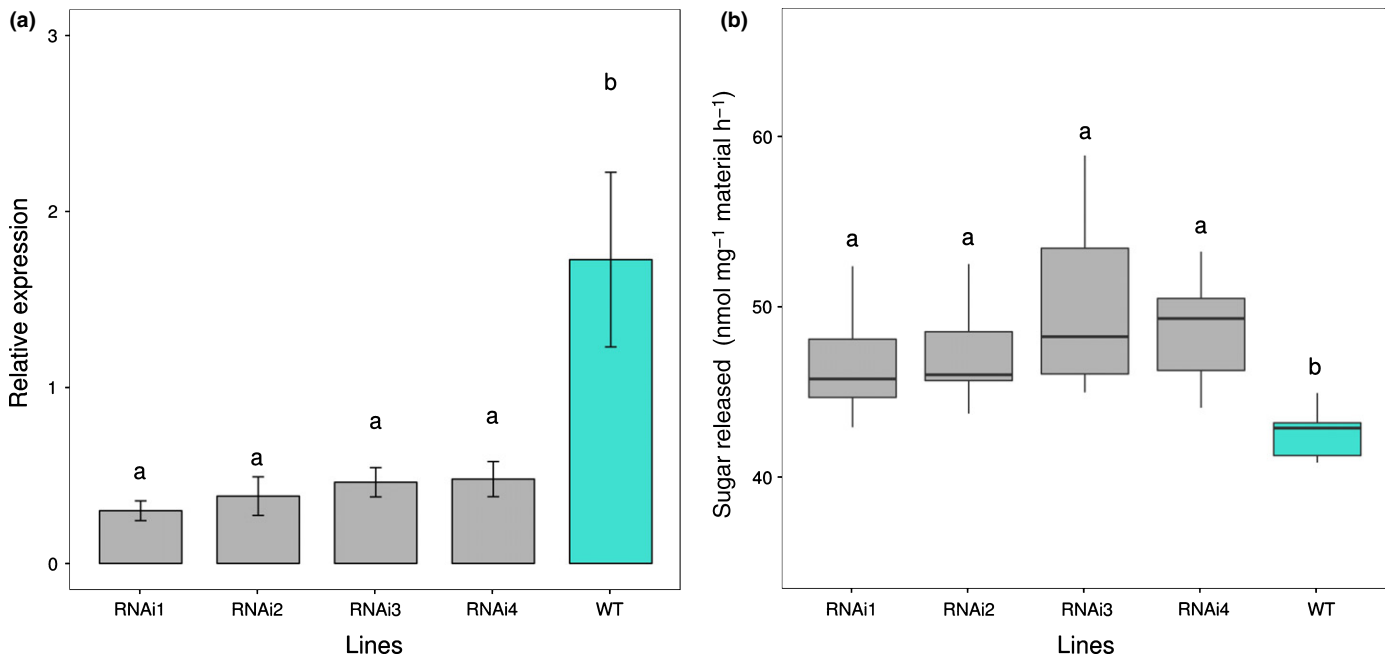 (a)
Relative expression
3
2
1
0
a
a
a
a
b
RNAi1 RNAi2 RNAi3 RNAi4 WT
Lines
(b)
Sugar released (nmol mg⁻¹ material h⁻¹)
60
50
40
a
a
a
a
b
RNAi1 RNAi2 RNAi3 RNAi4 WT
Lines